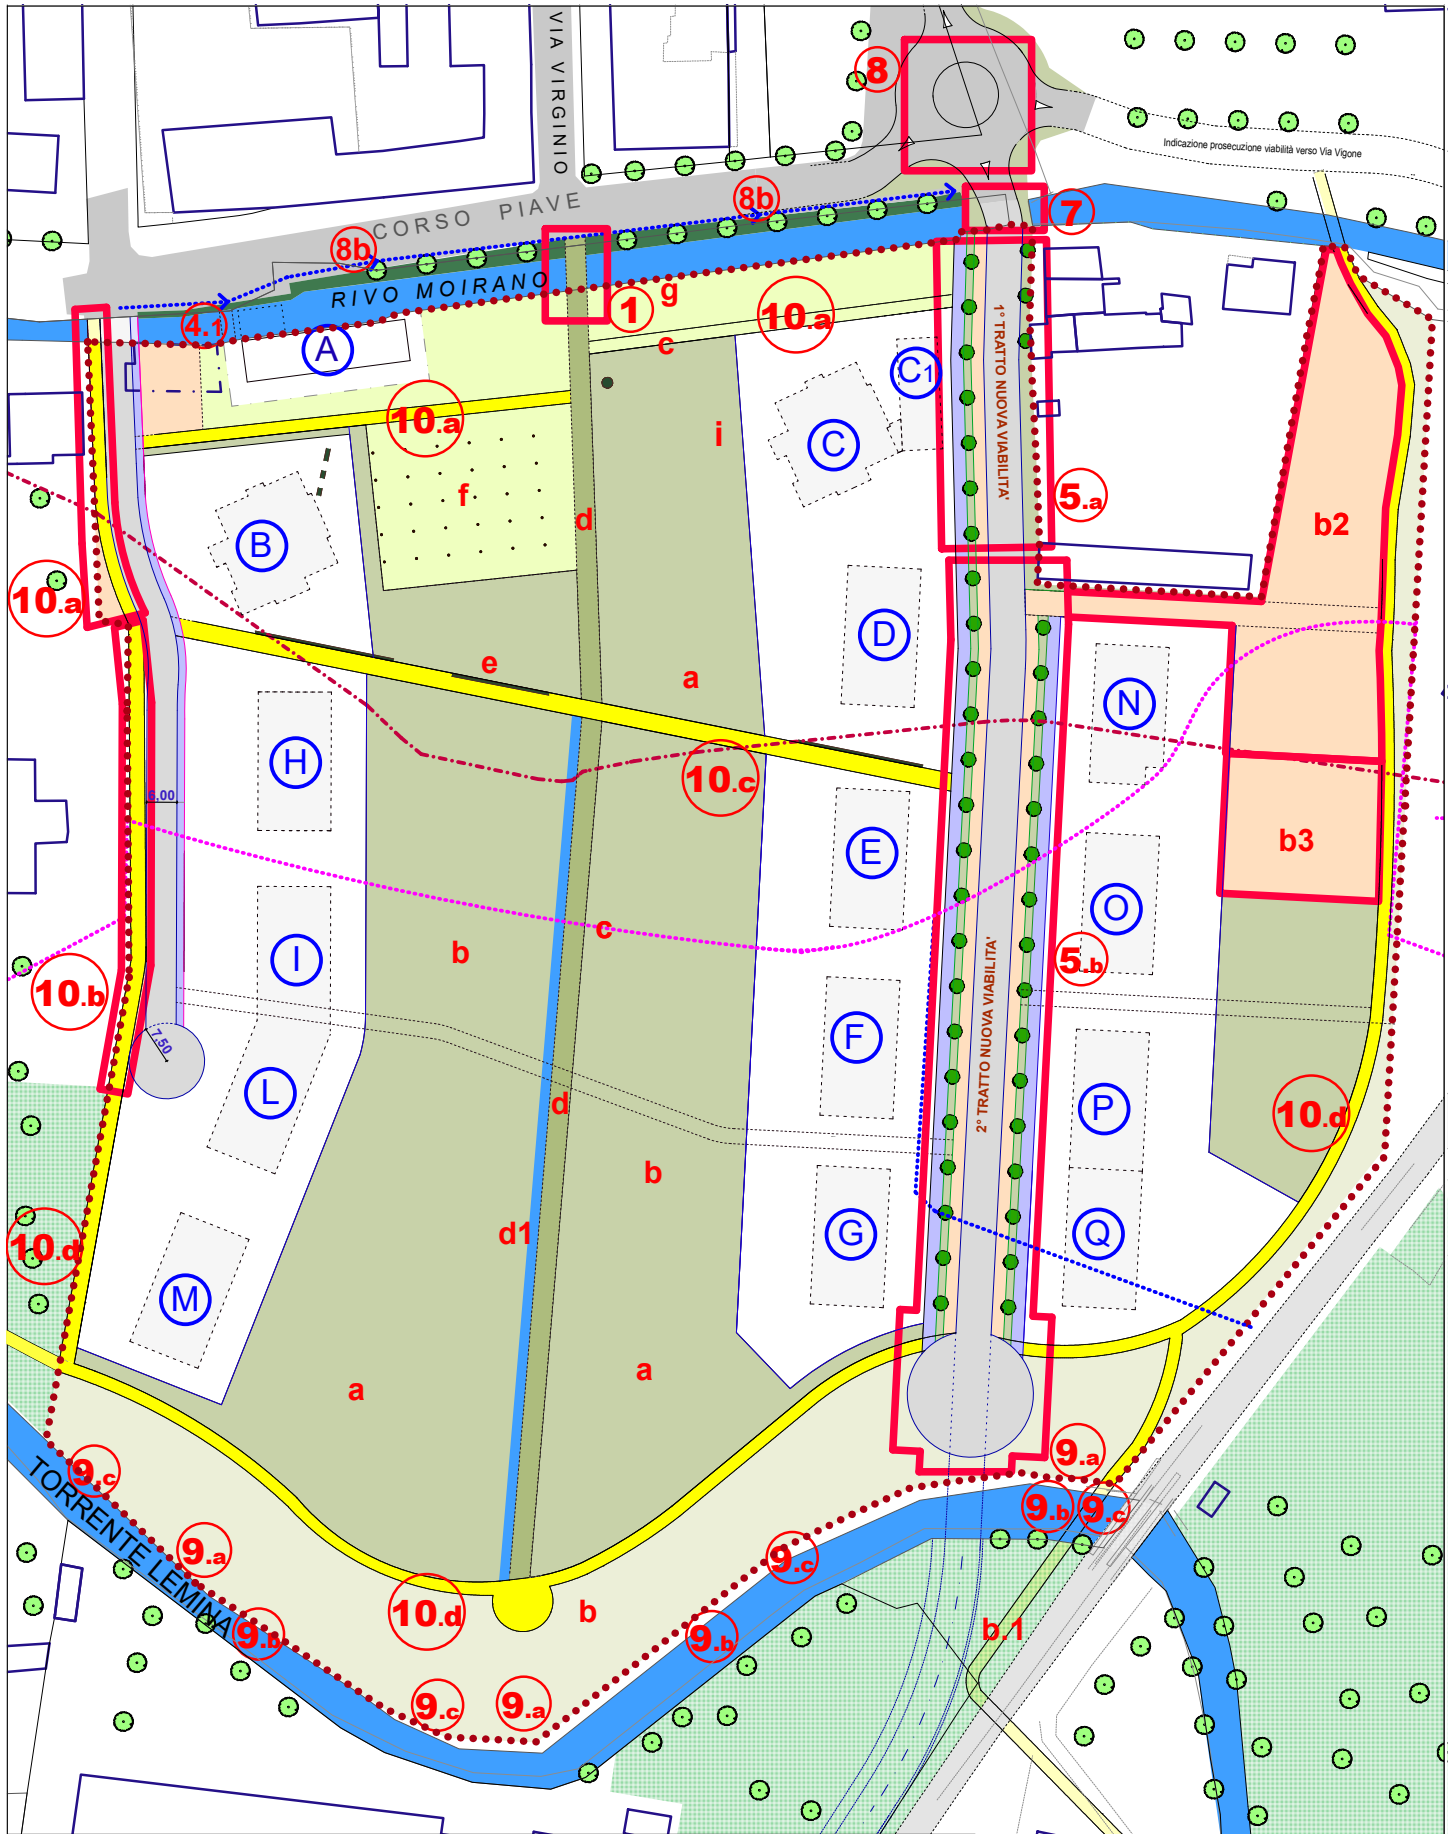 VIA VIRGINIO
8
Indicazione prosecuzione viabilità verso Via Vigone
8b
7
CORSO PIAVE
8b
RIVO MOIRANO
g
1
10.a
4.1
A
c
C1
1° TRATTO NUOVA VIABILITA'
10.a
i
C
f
5.a
d
b2
B
10.a
D
e
a
N
H
10.c
6,00
b3
E
O
c
b
I
5.b
10.b
F
2° TRATTO NUOVA VIABILITA'
7.50
L
d
P
10.d
b
d1
G
Q
10.d
M
a
a
9.a
9.c
TORRENTE LEMINA
9.b
9.c
9.a
9.c
10.d
b
9.b
9.b
b.1
9.c
9.a